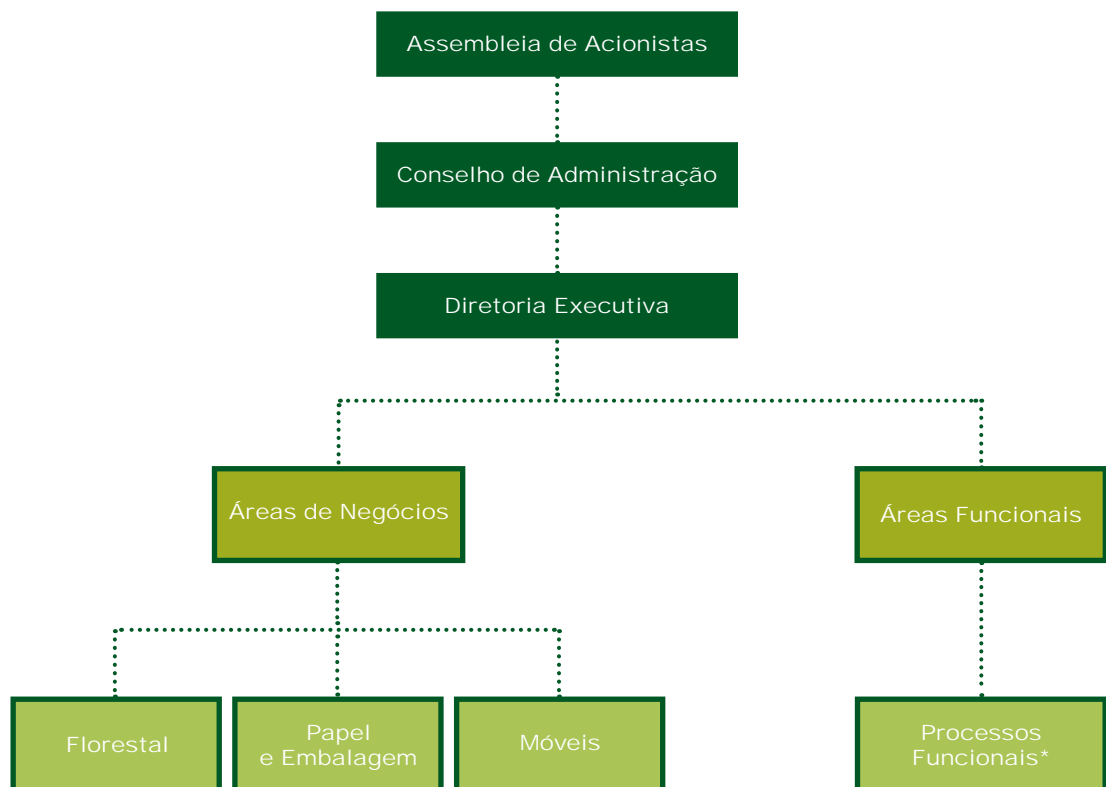 Assembleia de Acionistas
Conselho de Administração
Diretoria Executiva
Áreas de Negócios
Áreas Funcionais
Florestal
Papel
e Embalagem
Móveis
Processos
Funcionais*